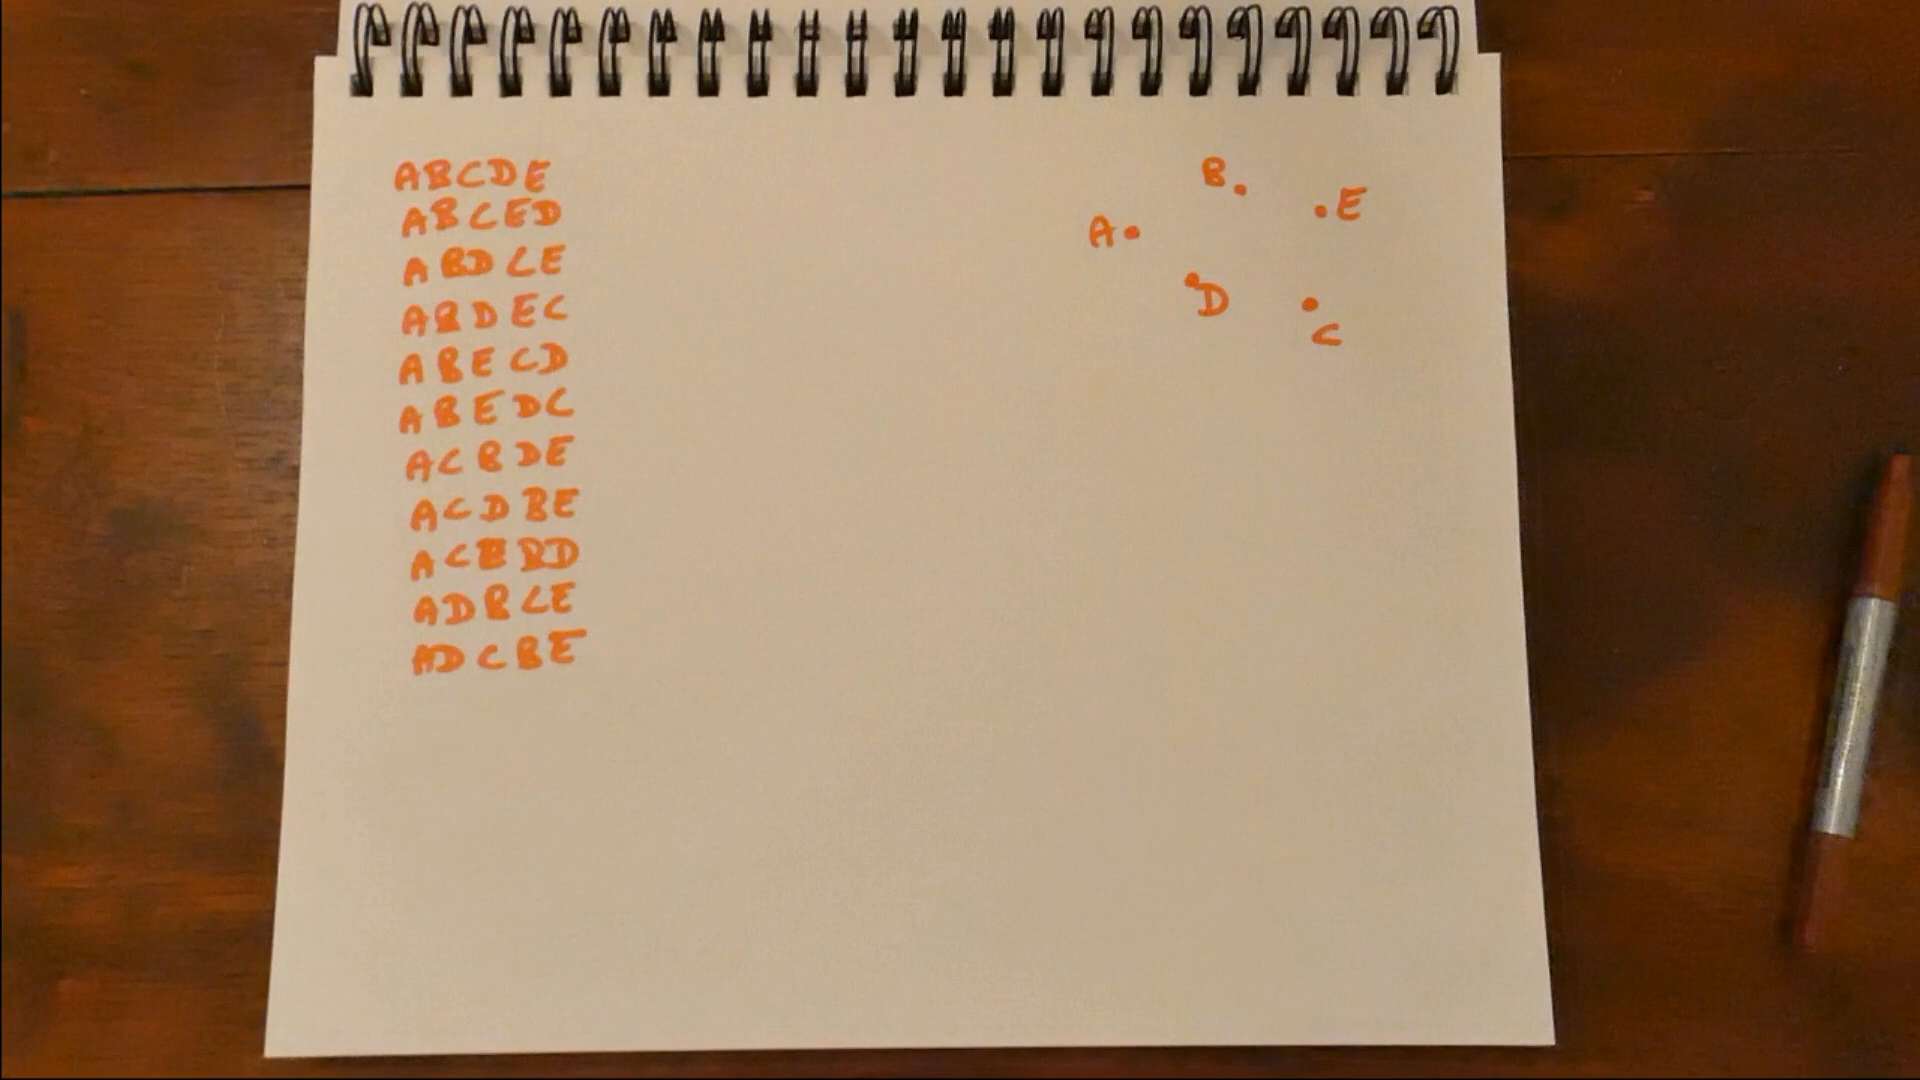 ABCDE
ABCED
ABDCE
ABDEC
ABECD
ABEDC
ACBDE
ACDBE
ACEBD
ADBCE
ADCBE
B
E
A
D
C